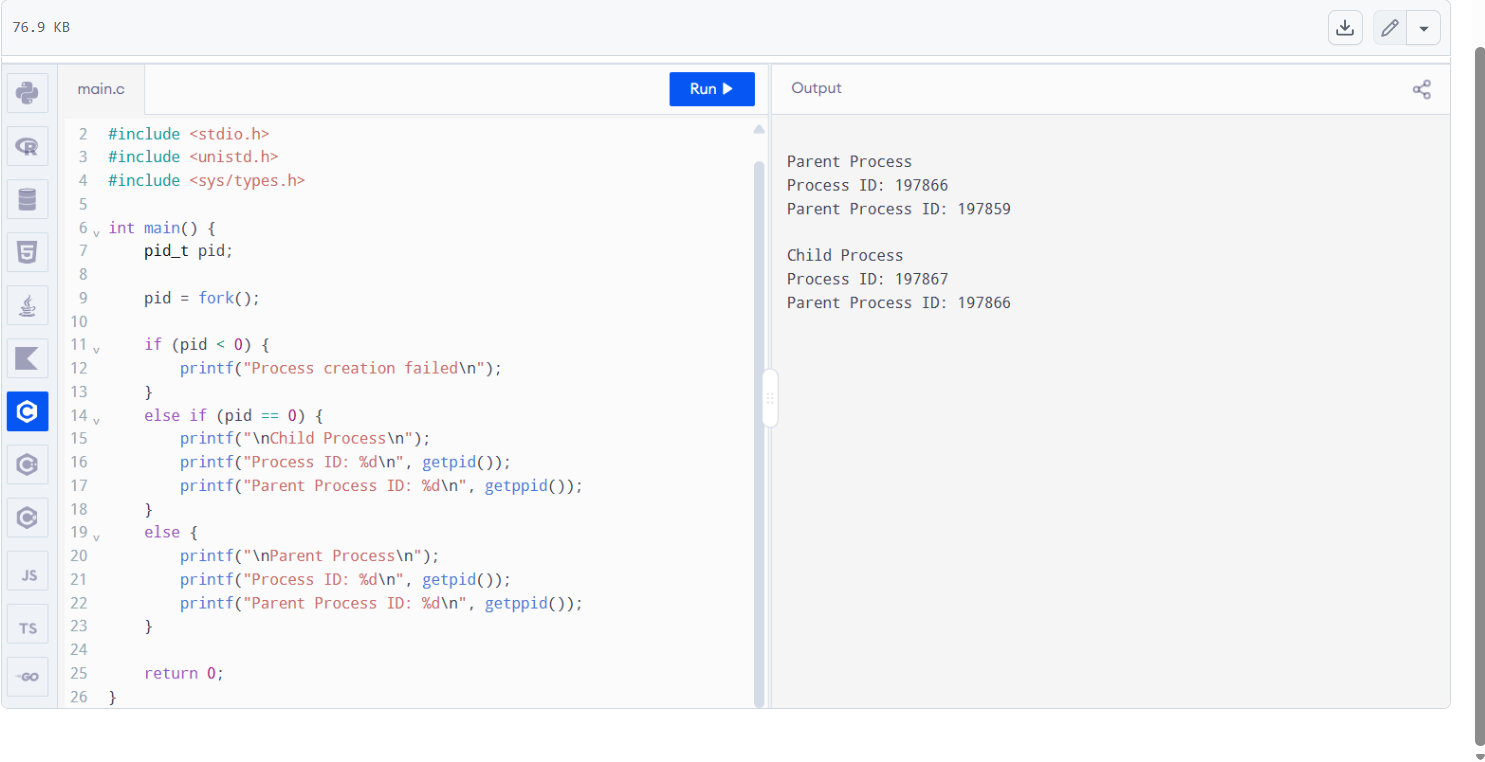 76.9 KB
main.c
Run
Output
2 #include <stdio.h>
3 #include <unistd.h>
4 #include <sys/types.h>
5
6 int main() {
7     pid_t pid;
8
9     pid = fork();
10
11     if (pid < 0) {
12         printf("Process creation failed\n");
13     }
14     else if (pid == 0) {
15         printf("\nChild Process\n");
16         printf("Process ID: %d\n", getpid());
17         printf("Parent Process ID: %d\n", getppid());
18     }
19     else {
20         printf("\nParent Process\n");
21         printf("Process ID: %d\n", getpid());
22         printf("Parent Process ID: %d\n", getppid());
23     }
24
25     return 0;
26 }
Parent Process
Process ID: 197866
Parent Process ID: 197859
Child Process
Process ID: 197867
Parent Process ID: 197866
R
5
C
C
C
JS
TS
GO